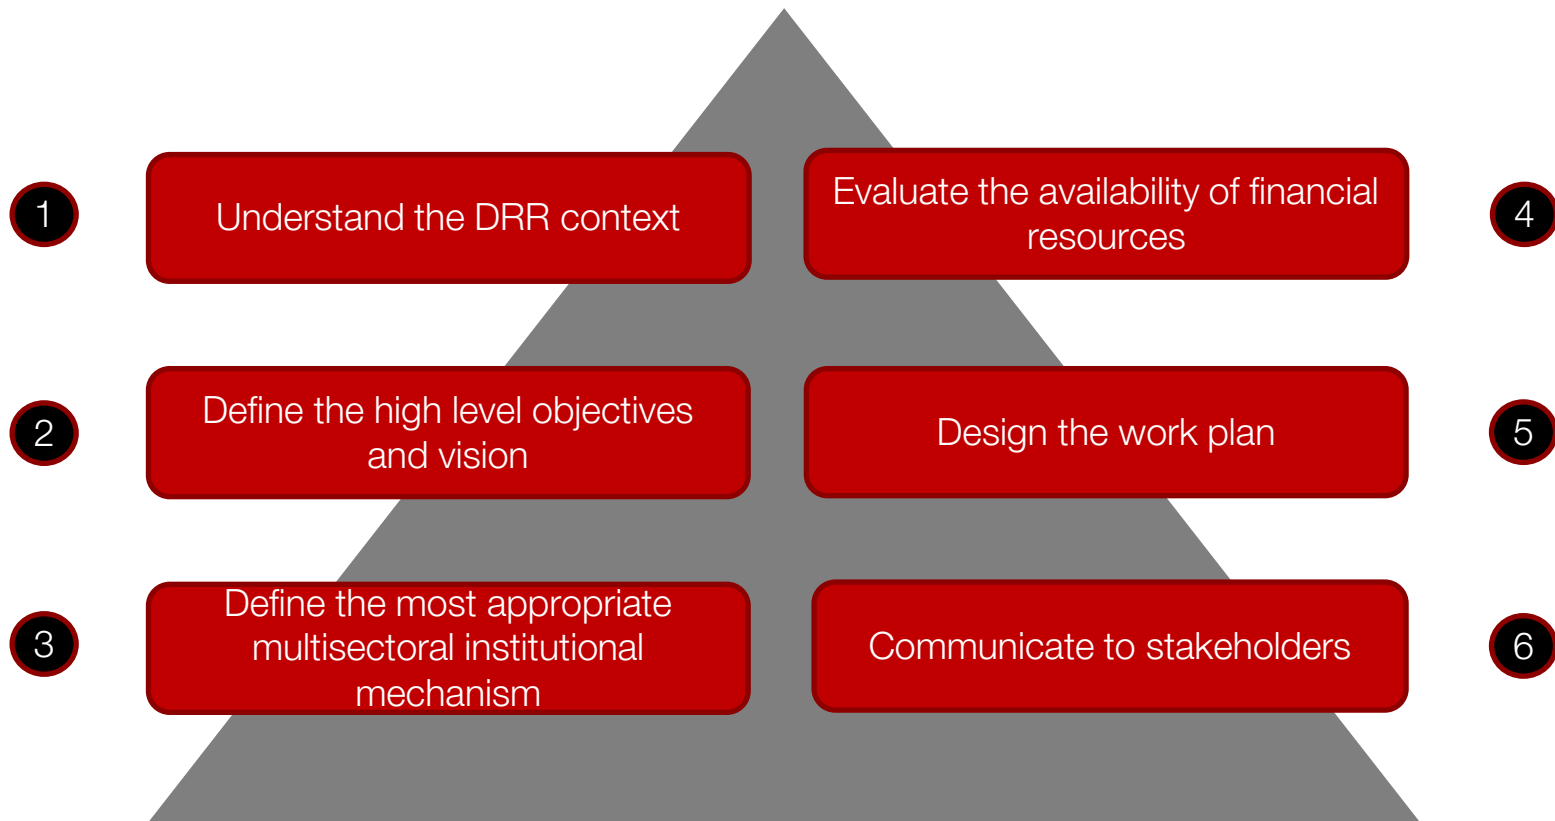 1
Understand the DRR context
2
Define the high level objectives
and vision
3
Define the most appropriate
multisectoral institutional
mechanism
Evaluate the availability of financial
resources
4
Design the work plan
5
Communicate to stakeholders
6